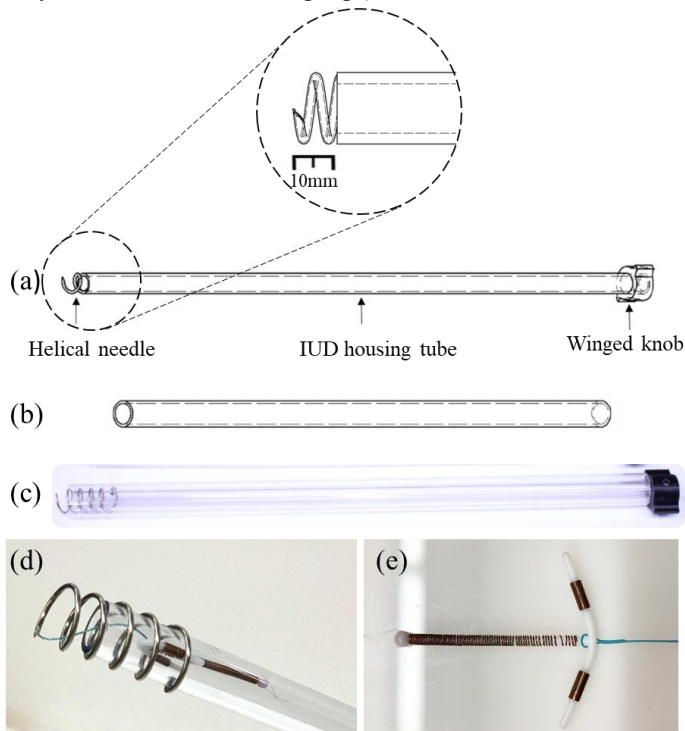 10mm
(a)
Helical needle
IUD housing tube
Winged knob
(b)
(c)
(d)
(e)